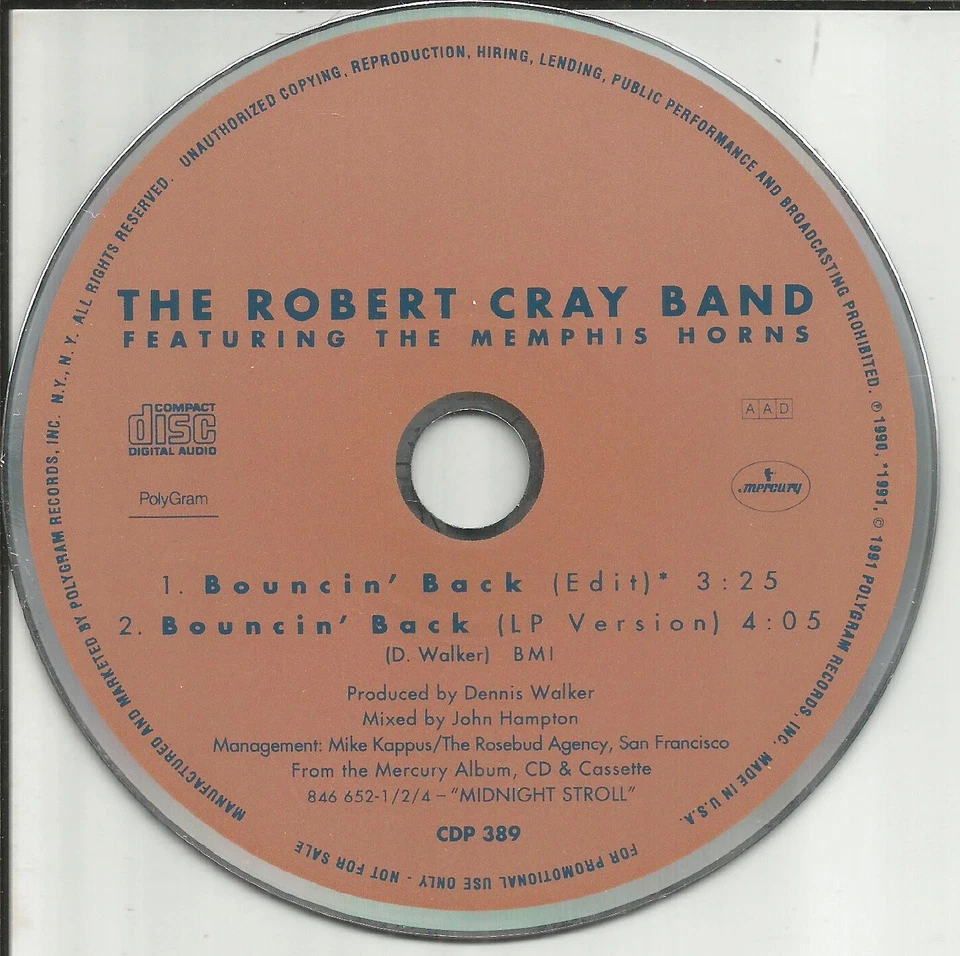 THE ROBERT CRAY BAND
FEATURING THE MEMPHIS HORNS
COMPACT
disc
DIGITAL AUDIO
AAD
PolyGram
mercury
1. Bouncin' Back (Edit)* 3:25
2. Bouncin' Back (LP Version) 4:05
(D. Walker) BMI
Produced by Dennis Walker
Mixed by John Hampton
Management: Mike Kappus/The Rosebud Agency, San Francisco
From the Mercury Album, CD & Cassette
846 652-1/2/4 – "MIDNIGHT STROLL"
CDP 389
MANUFACTURED AND MARKETED BY POLYGRAM RECORDS, INC. N.Y., N.Y. ALL RIGHTS RESERVED. UNAUTHORIZED COPYING, REPRODUCTION, HIRING, LENDING, PUBLIC PERFORMANCE AND BROADCASTING PROHIBITED. ℗ 1990, *1991, © 1991 POLYGRAM RECORDS, INC. MADE IN U.S.A.
FOR PROMOTIONAL USE ONLY - NOT FOR SALE